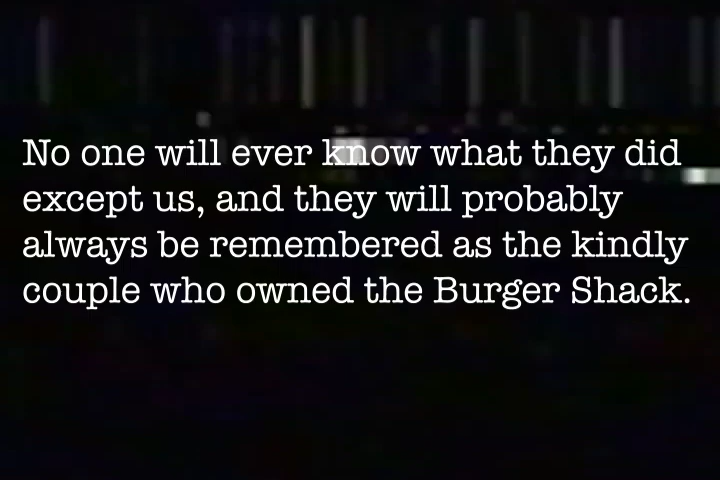 No one will ever know what they did
except us, and they will probably
always be remembered as the kindly
couple who owned the Burger Shack.